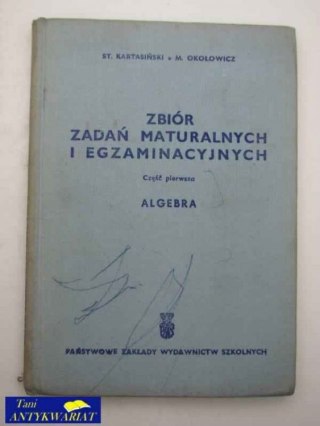 ST. KARTASIŃSKI • M. OKOŁOWICZ
ZBIÓR
ZADAŃ MATURALNYCH
I EGZAMINACYJNYCH
Część pierwsza
ALGEBRA
PAŃSTWOWE ZAKŁADY WYDAWNICTW SZKOLNYCH
Tani
ANTYKWARIAT